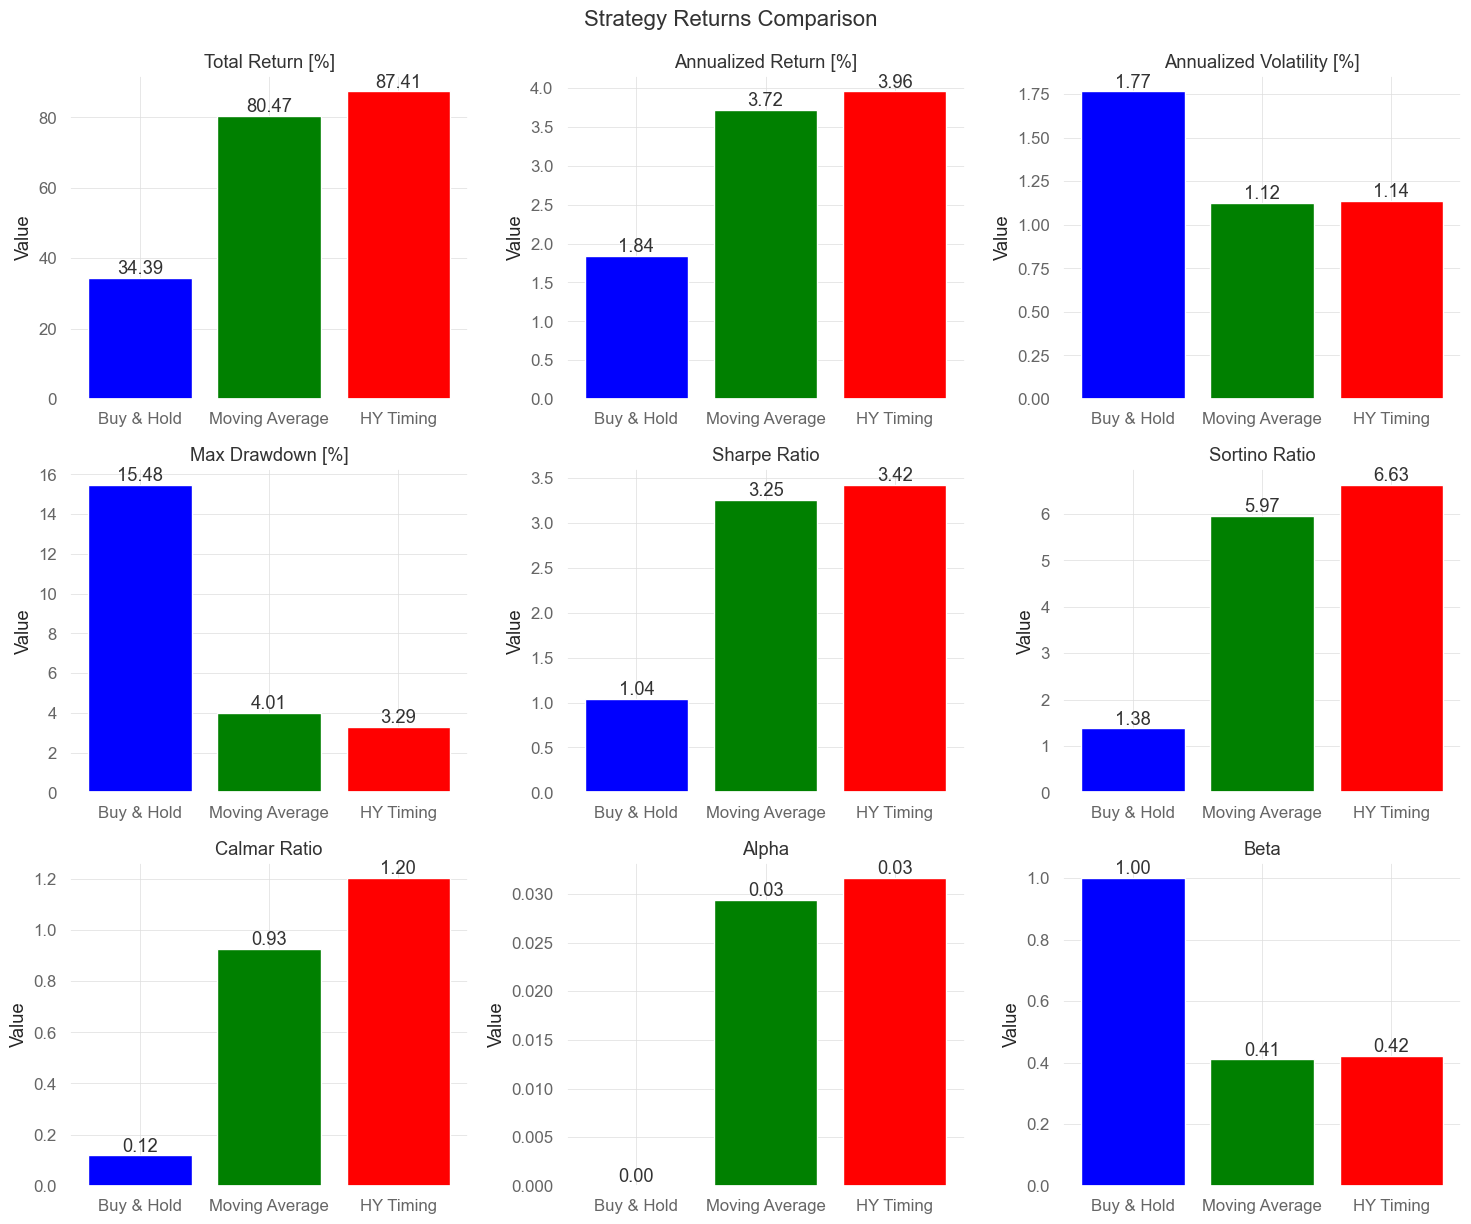 Strategy Returns Comparison
Total Return [%]
Value
80
60
40
20
0
34.39
80.47
87.41
Buy & Hold
Moving Average
HY Timing
Annualized Return [%]
Value
4.0
3.5
3.0
2.5
2.0
1.5
1.0
0.5
0.0
1.84
3.72
3.96
Buy & Hold
Moving Average
HY Timing
Annualized Volatility [%]
Value
1.75
1.50
1.25
1.00
0.75
0.50
0.25
0.00
1.77
1.12
1.14
Buy & Hold
Moving Average
HY Timing
Max Drawdown [%]
Value
16
14
12
10
8
6
4
2
0
15.48
4.01
3.29
Buy & Hold
Moving Average
HY Timing
Sharpe Ratio
Value
3.5
3.0
2.5
2.0
1.5
1.0
0.5
0.0
1.04
3.25
3.42
Buy & Hold
Moving Average
HY Timing
Sortino Ratio
Value
6
5
4
3
2
1
0
1.38
5.97
6.63
Buy & Hold
Moving Average
HY Timing
Calmar Ratio
Value
1.2
1.0
0.8
0.6
0.4
0.2
0.0
0.12
0.93
1.20
Buy & Hold
Moving Average
HY Timing
Alpha
Value
0.030
0.025
0.020
0.015
0.010
0.005
0.000
0.00
0.03
0.03
Buy & Hold
Moving Average
HY Timing
Beta
Value
1.0
0.8
0.6
0.4
0.2
0.0
1.00
0.41
0.42
Buy & Hold
Moving Average
HY Timing